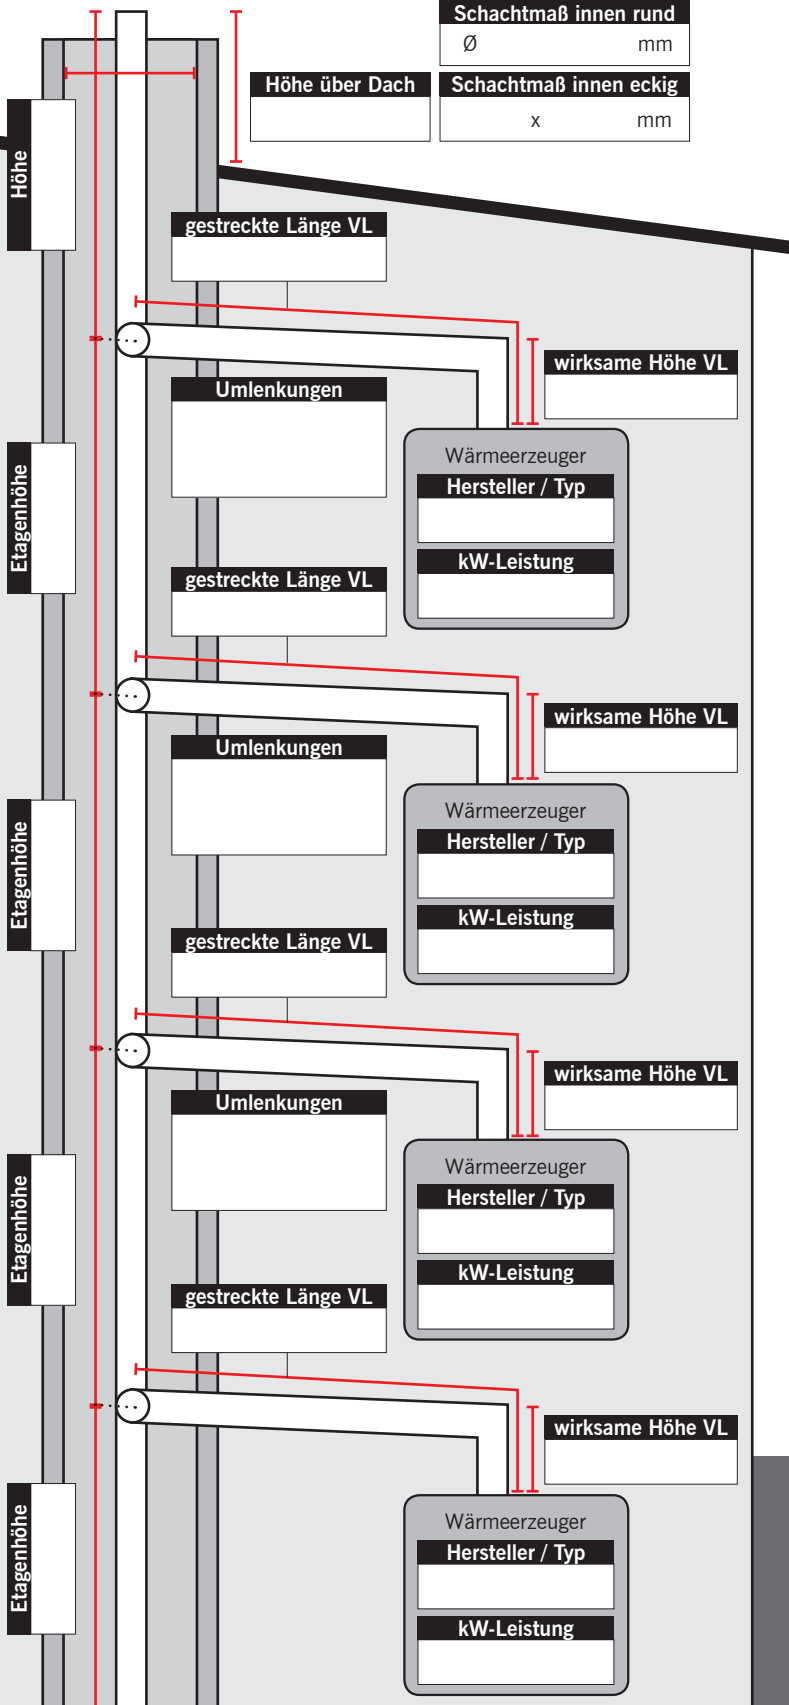 Schachtmaß innen rund
Ø mm
Höhe über Dach
Schachtmaß innen eckig
x mm
Höhe
gestreckte Länge VL
wirksame Höhe VL
Umlenkungen
Wärmeerzeuger
Hersteller / Typ
kW-Leistung
Etagenhöhe
gestreckte Länge VL
wirksame Höhe VL
Umlenkungen
Wärmeerzeuger
Hersteller / Typ
kW-Leistung
Etagenhöhe
gestreckte Länge VL
wirksame Höhe VL
Umlenkungen
Wärmeerzeuger
Hersteller / Typ
kW-Leistung
Etagenhöhe
gestreckte Länge VL
wirksame Höhe VL
Wärmeerzeuger
Hersteller / Typ
kW-Leistung
Etagenhöhe